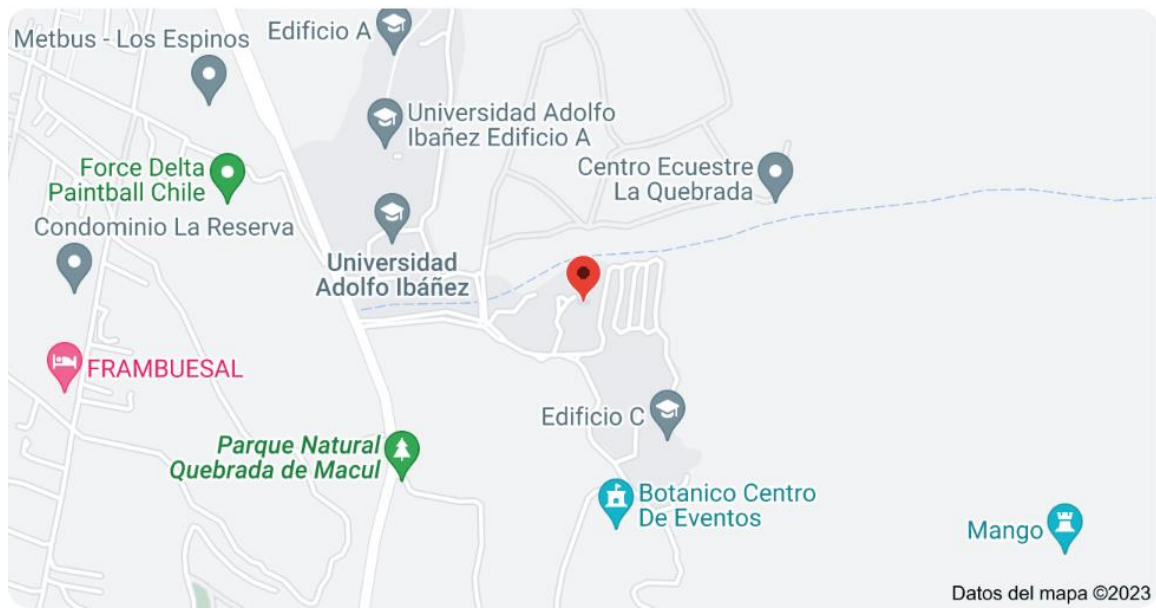 Edificio A
Metbus - Los Espinos
Universidad Adolfo
Ibañez Edificio A
Force Delta
Paintball Chile
Centro Ecuestre
La Quebrada
Condominio La Reserva
Universidad
Adolfo Ibáñez
FRAMBUESAL
Edificio C
Parque Natural
Quebrada de Macul
Botanico Centro
De Eventos
Mango
Datos del mapa ©2023